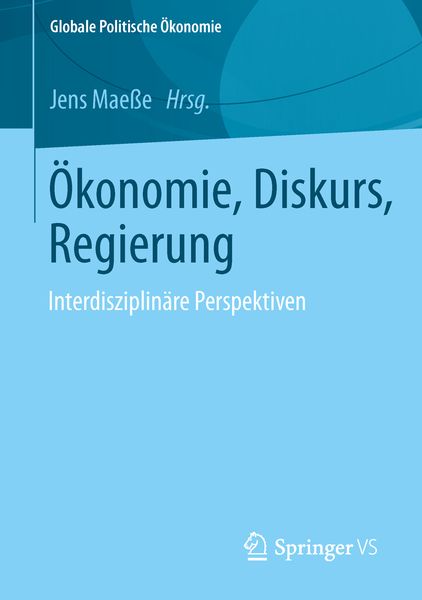 Globale Politische Ökonomie
Jens Maeße Hrsg.
Ökonomie, Diskurs,
Regierung
Interdisziplinäre Perspektiven
Springer VS